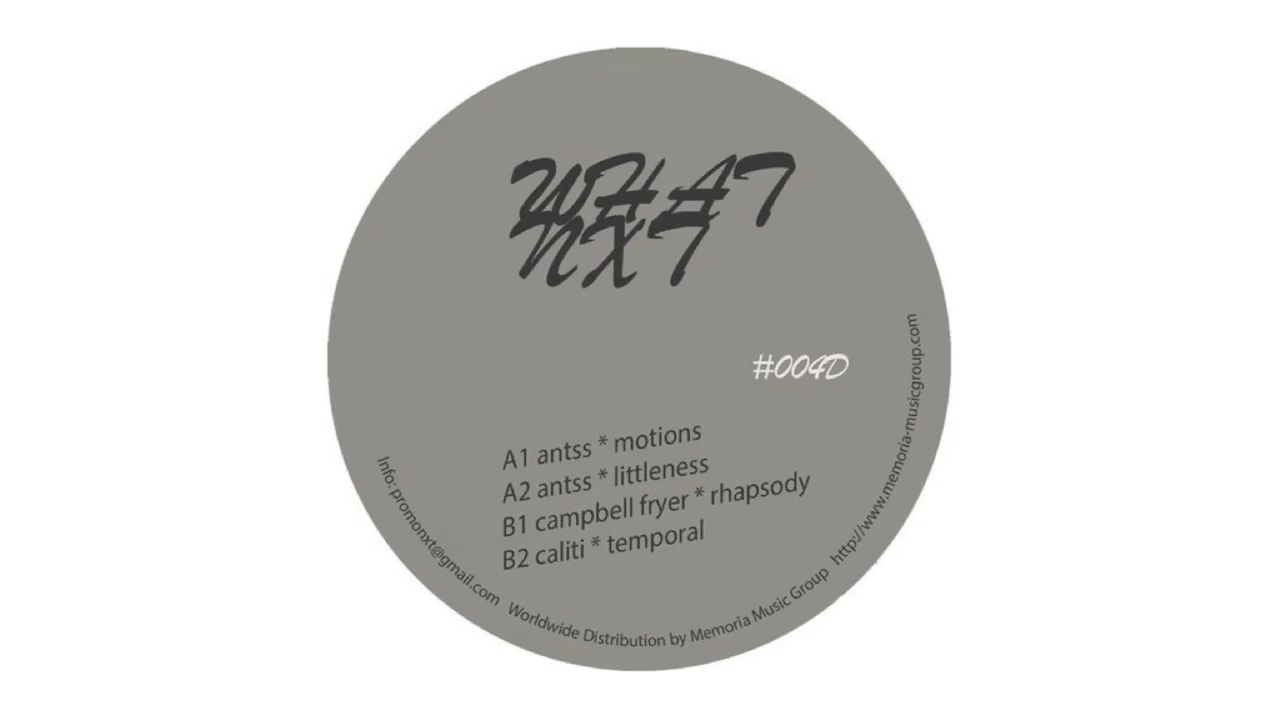 WHAT
NXT
#004D
A1 antss * motions
A2 antss * littleness
B1 campbell fryer * rhapsody
B2 caliti * temporal
Info: promonxt@gmail.com Worldwide Distribution by Memoria Music Group http://www.memoria-musicgroup.com